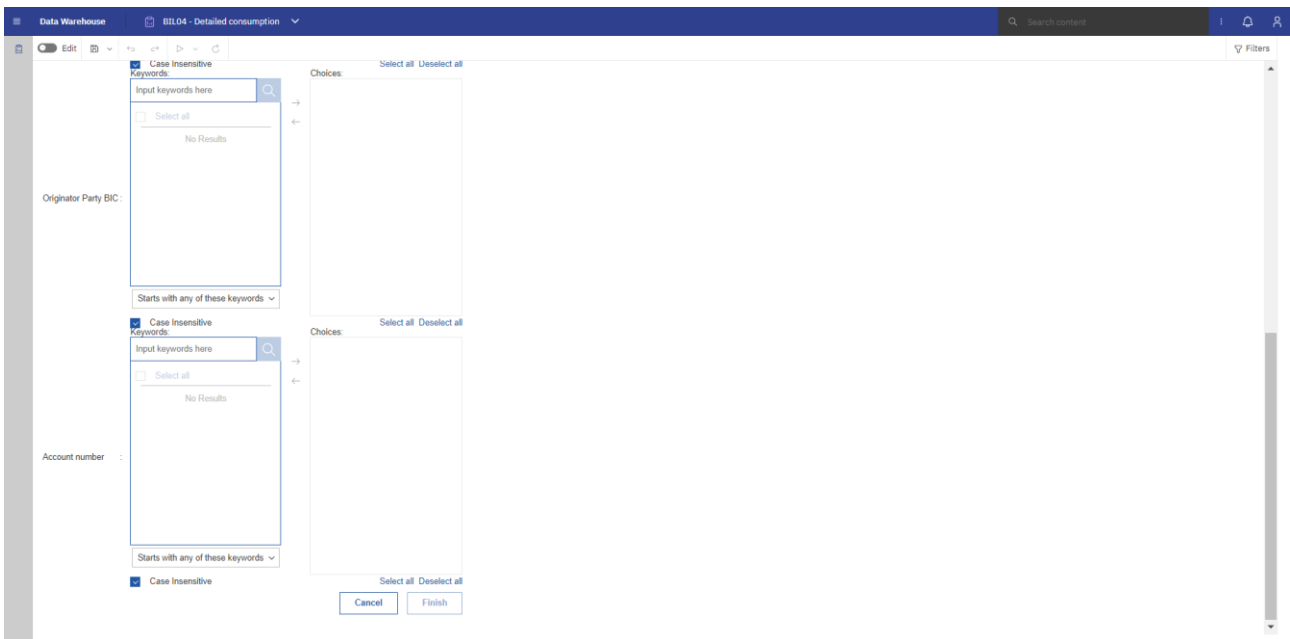 Data Warehouse BIL04 - Detailed consumption Search content
Edit Filters
Case Insensitive Select all Deselect all
Keywords: Choices:
Input keywords here
Select all
No Results
Originator Party BIC :
Starts with any of these keywords
Case Insensitive Select all Deselect all
Keywords: Choices:
Input keywords here
Select all
No Results
Account number :
Starts with any of these keywords
Case Insensitive Select all Deselect all
Cancel Finish